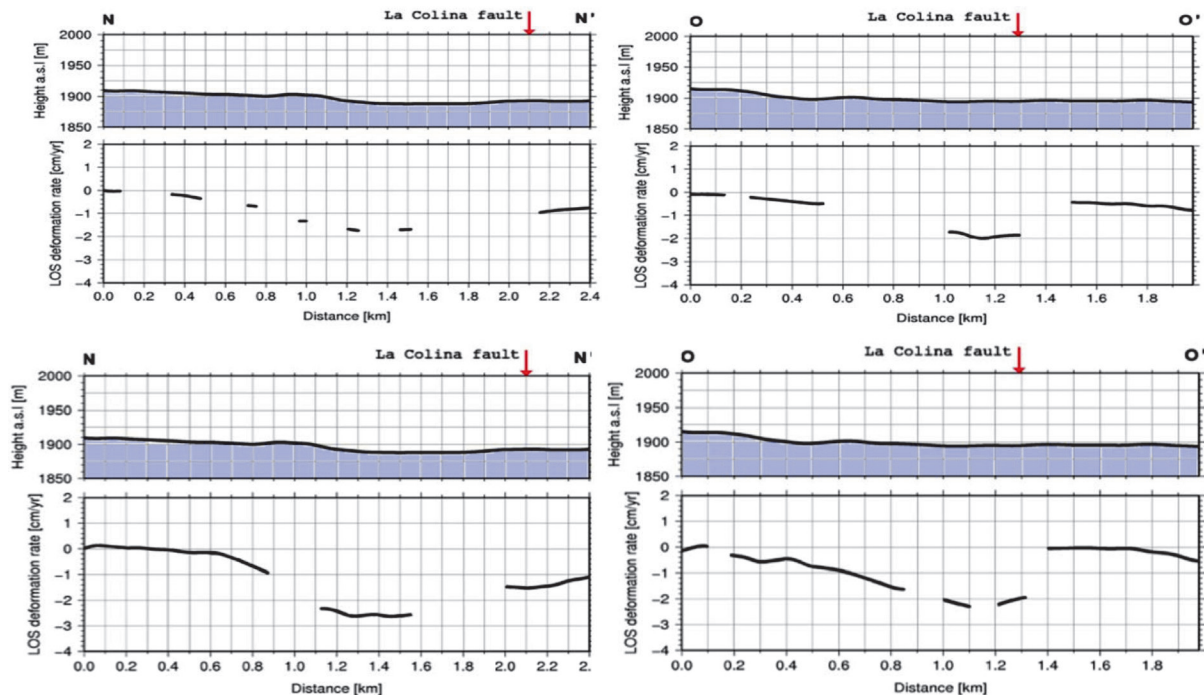 La Colina fault
N N'
Height a.s.l [m]
2000
1950
1900
1850
LOS deformation rate [cm/yr]
2
1
0
-1
-2
-3
-4
0.0 0.2 0.4 0.6 0.8 1.0 1.2 1.4 1.6 1.8 2.0 2.2 2.4
Distance [km]
La Colina fault
O O'
Height a.s.l [m]
2000
1950
1900
1850
LOS deformation rate [cm/yr]
2
1
0
-1
-2
-3
-4
0.0 0.2 0.4 0.6 0.8 1.0 1.2 1.4 1.6 1.8
Distance [km]
La Colina fault
N N'
Height a.s.l [m]
2000
1950
1900
1850
LOS deformation rate [cm/yr]
2
1
0
-1
-2
-3
-4
0.0 0.2 0.4 0.6 0.8 1.0 1.2 1.4 1.6 1.8 2.0 2.2 2.
Distance [km]
La Colina fault
O O'
Height a.s.l [m]
2000
1950
1900
1850
LOS deformation rate [cm/yr]
2
1
0
-1
-2
-3
-4
0.0 0.2 0.4 0.6 0.8 1.0 1.2 1.4 1.6 1.8
Distance [km]